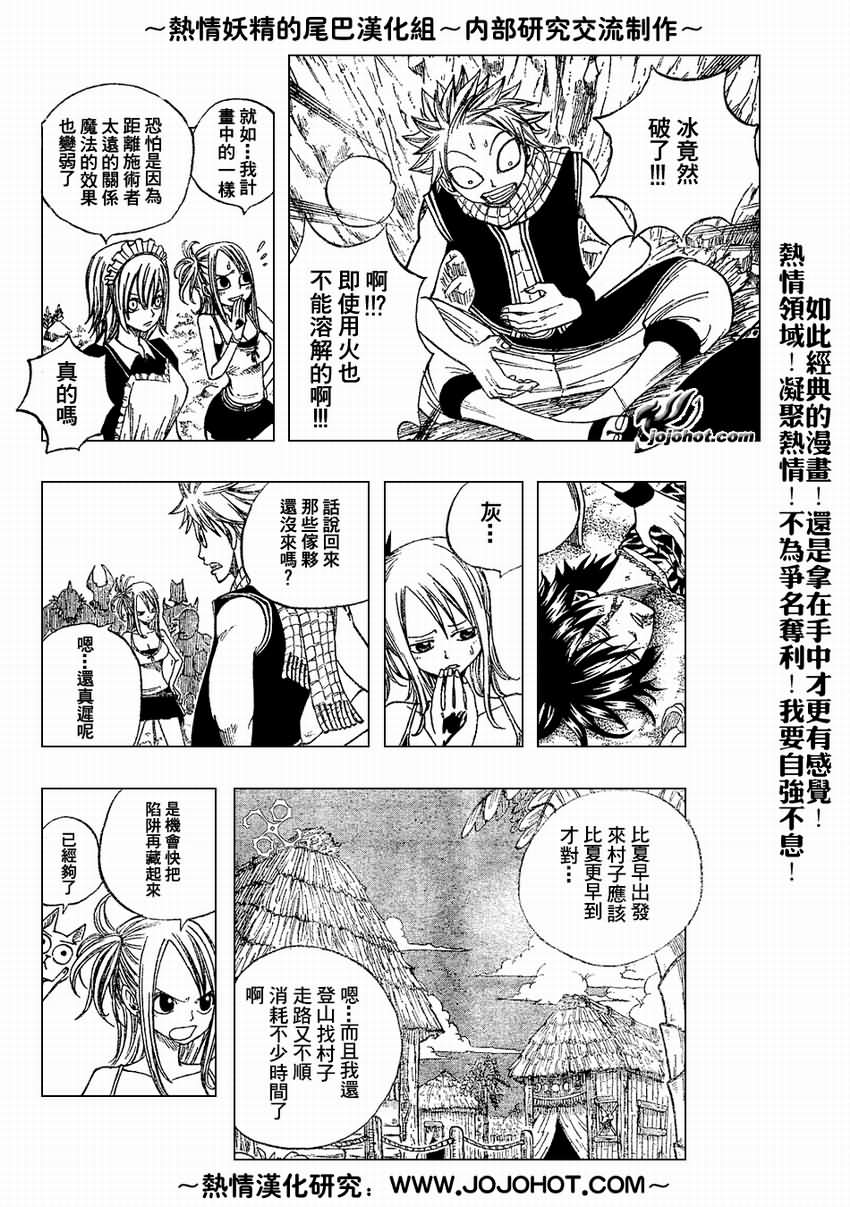 ～熱情妖精的尾巴漢化組～内部研究交流制作～
冰竟然
破了!!!
啊!!?
即使用火也
不能溶解的啊!!!
就如…我計
畫中的一樣
恐怕是因為
距離施術者
太遠的關係
魔法的效果
也變弱了
真的嗎
jojohot.com
如此經典的漫畫！還是拿在手中才更有感覺！
熱情領域！凝聚熱情！不為爭名奪利！我要自強不息！
灰…
話說回來
那些傢夥
還沒來嗎?
嗯…還真遲呢
比夏早出發
來村子應該
比夏更早到
才對…
嗯…而且我還
登山找村子
走路又不順
消耗不少時間了
啊
是機會快把
陷阱再藏起來
已經夠了
～熱情漢化研究：WWW.JOJOHOT.COM～